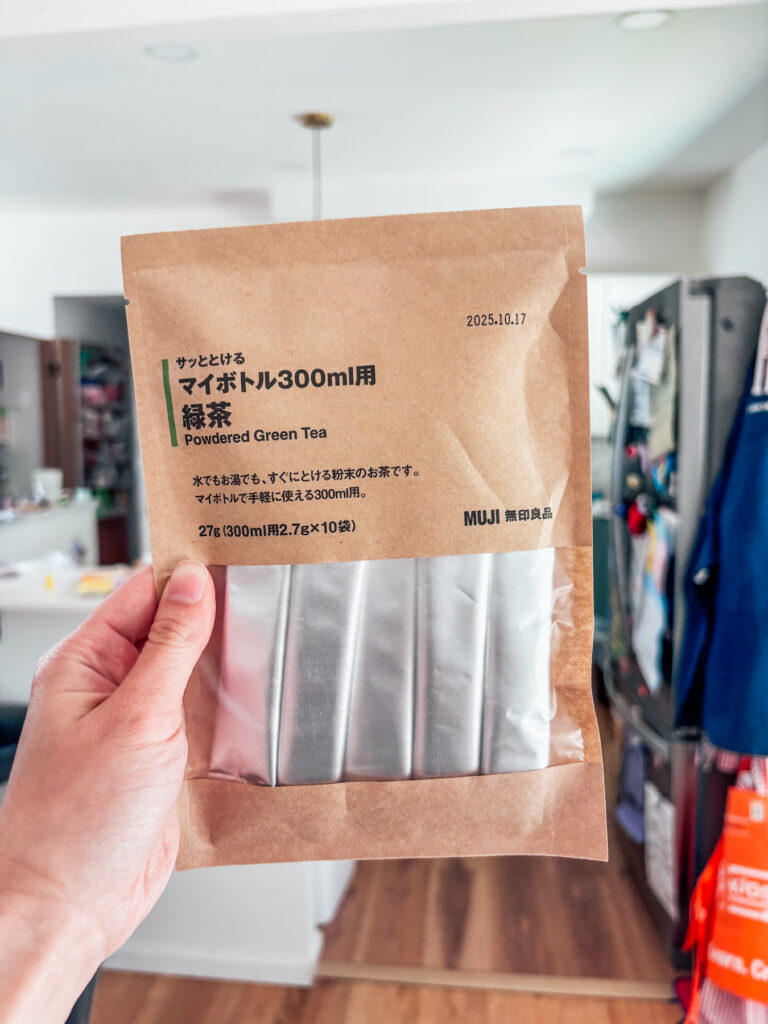 2025.10.17
サッととける
マイボトル300ml用
緑茶
Powdered Green Tea
水でもお湯でも、すぐにとける粉末のお茶です。
マイボトルで手軽に使える300ml用。
27g(300ml用2.7g×10袋)
MUJI 無印良品